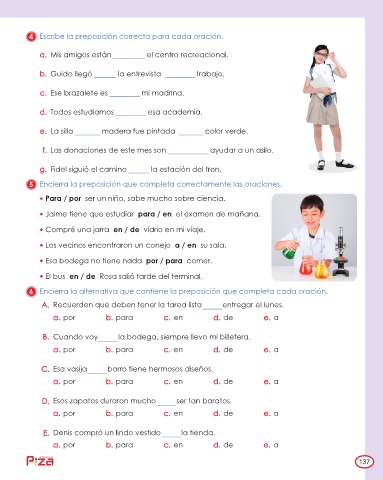 4 Escribe la preposición correcta para cada oración.
a. Mis amigos están ________ el centro recreacional.
b. Guido llegó ______ la entrevista ________ trabajo.
c. Ese brazalete es ________ mi madrina.
d. Todos estudiamos ________ esa academia.
e. La silla _______ madera fue pintada _______ color verde.
f. Las donaciones de este mes son ___________ ayudar a un asilo.
g. Fidel siguió el camino ______ la estación del tren.
5 Encierra la preposición que completa correctamente las oraciones.
• Para / por ser un niño, sabe mucho sobre ciencia.
• Jaime tiene que estudiar para / en el examen de mañana.
• Compré una jarra en / de vidrio en mi viaje.
• Los vecinos encontraron un conejo a / en su sala.
• Esa bodega no tiene nada por / para comer.
• El bus en / de Rosa salió tarde del terminal.
6 Encierra la alternativa que contiene la preposición que completa cada oración.
A. Recuerden que deben tener la tarea lista_____entregar el lunes.
a. por b. para c. en d. de e. a
B. Cuando voy_____ la bodega, siempre llevo mi billetera.
a. por b. para c. en d. de e. a
C. Esa vasija_____barro tiene hermosos diseños.
a. por b. para c. en d. de e. a
D. Esos zapatos duraron mucho_____ser tan baratos.
a. por b. para c. en d. de e. a
E. Denis compró un lindo vestido_____la tienda.
a. por b. para c. en d. de e. a
137